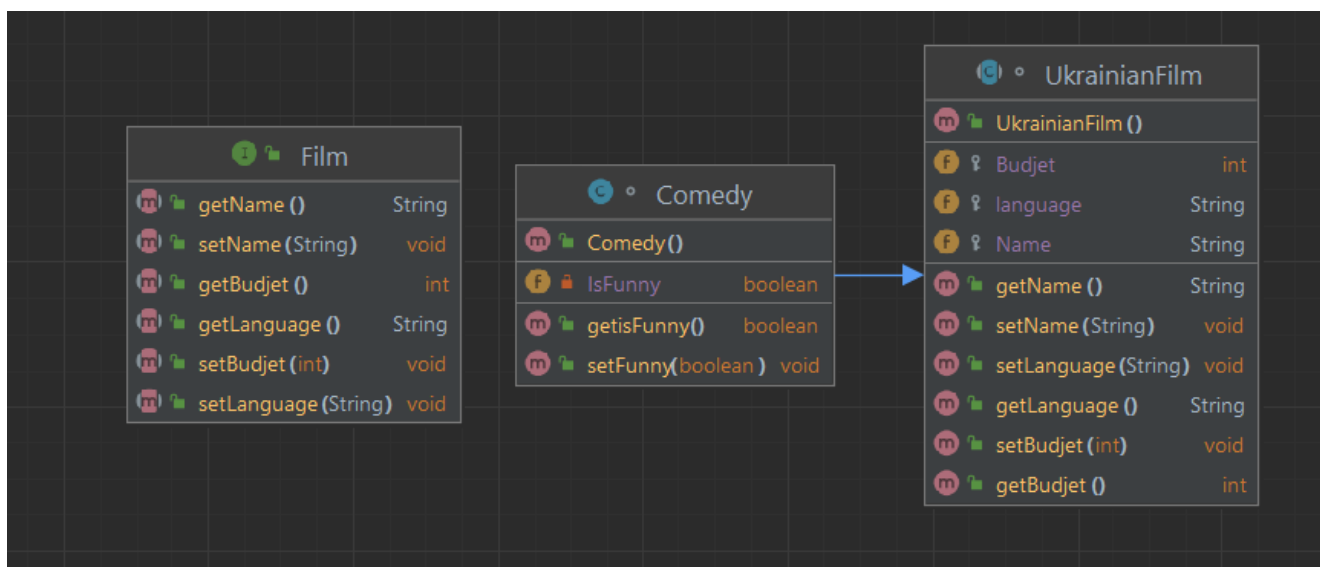 Film
getName() String
setName(String) void
getBudjet() int
getLanguage() String
setBudjet(int) void
setLanguage(String) void
Comedy
Comedy()
IsFunny boolean
getisFunny() boolean
setFunny(boolean) void
UkrainianFilm
UkrainianFilm()
Budjet int
language String
Name String
getName() String
setName(String) void
setLanguage(String) void
getLanguage() String
setBudjet(int) void
getBudjet() int